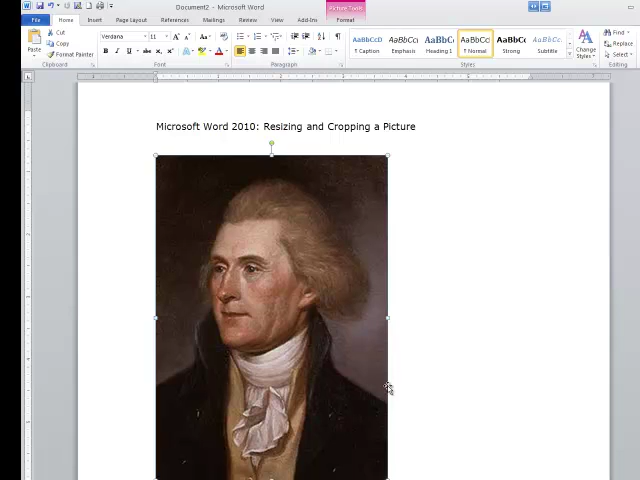 Document2 - Microsoft Word
Picture Tools
File Home Insert Page Layout References Mailings Review View Add-Ins Format
Paste
Cut
Copy
Format Painter
Clipboard
Verdana 11
Font
Paragraph
AaBbCcD AaBbCc AaBbCc AaBbCc AaBbCc AaBbCc
¶ Caption Emphasis Heading 1 ¶ Normal Strong Subtitle
Styles
Change
Styles
Find
Replace
Select
Editing
Microsoft Word 2010: Resizing and Cropping a Picture